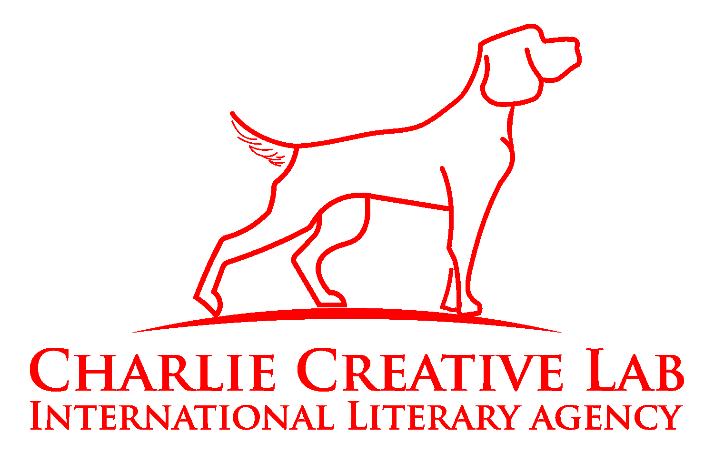 Charlie Creative Lab
International Literary agency